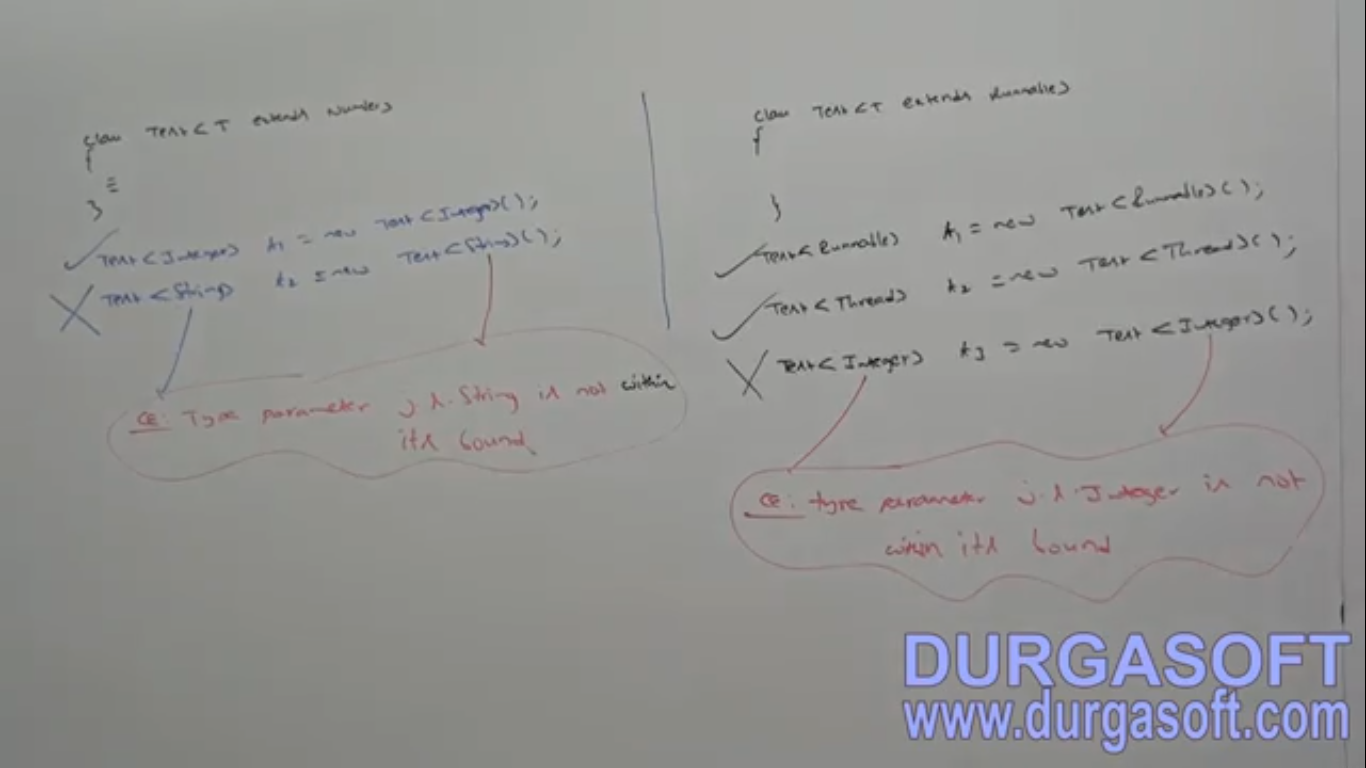 class Test<T extends Number>
{
}
Test<Integer> t1 = new Test<Integer>();
Test<String> t2 = new Test<String>();
CE: Type parameter j.l.String is not within
its bound
class Test<T extends Runnable>
{
}
Test<Runnable> t1 = new Test<Runnable>();
Test<Thread> t2 = new Test<Thread>();
Test<Integer> t3 = new Test<Integer>();
CE: type parameter j.l.Integer is not
within its bound
DURGASOFT
www.durgasoft.com